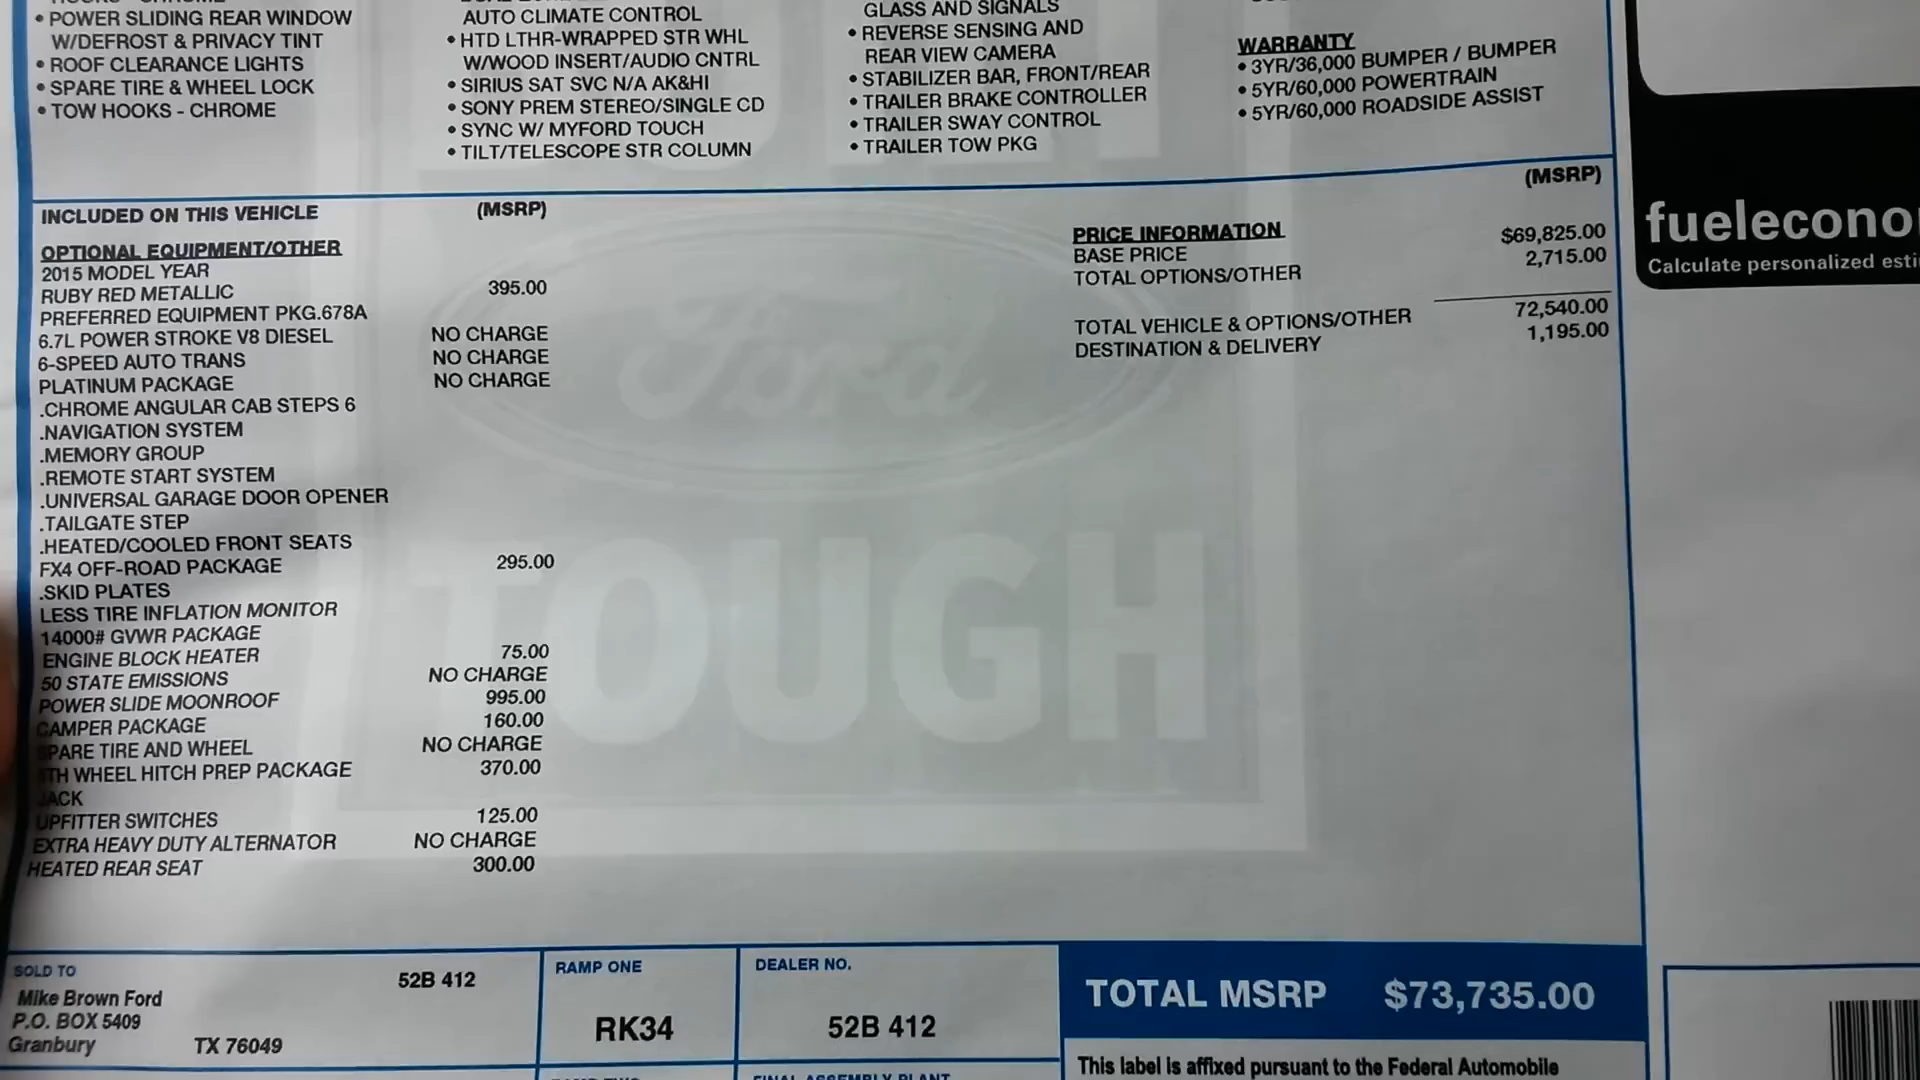 • POWER SLIDING REAR WINDOW
W/DEFROST & PRIVACY TINT
• ROOF CLEARANCE LIGHTS
• SPARE TIRE & WHEEL LOCK
• TOW HOOKS - CHROME
AUTO CLIMATE CONTROL
• HTD LTHR-WRAPPED STR WHL
W/WOOD INSERT/AUDIO CNTRL
• SIRIUS SAT SVC N/A AK&HI
• SONY PREM STEREO/SINGLE CD
• SYNC W/ MYFORD TOUCH
• TILT/TELESCOPE STR COLUMN
GLASS AND SIGNALS
• REVERSE SENSING AND
REAR VIEW CAMERA
• STABILIZER BAR, FRONT/REAR
• TRAILER BRAKE CONTROLLER
• TRAILER SWAY CONTROL
• TRAILER TOW PKG
WARRANTY
• 3YR/36,000 BUMPER / BUMPER
• 5YR/60,000 POWERTRAIN
• 5YR/60,000 ROADSIDE ASSIST
INCLUDED ON THIS VEHICLE (MSRP)
OPTIONAL EQUIPMENT/OTHER
2015 MODEL YEAR
RUBY RED METALLIC 395.00
PREFERRED EQUIPMENT PKG.678A
6.7L POWER STROKE V8 DIESEL NO CHARGE
6-SPEED AUTO TRANS NO CHARGE
PLATINUM PACKAGE NO CHARGE
.CHROME ANGULAR CAB STEPS 6
.NAVIGATION SYSTEM
.MEMORY GROUP
.REMOTE START SYSTEM
.UNIVERSAL GARAGE DOOR OPENER
.TAILGATE STEP
.HEATED/COOLED FRONT SEATS
FX4 OFF-ROAD PACKAGE 295.00
.SKID PLATES
LESS TIRE INFLATION MONITOR
14000# GVWR PACKAGE
ENGINE BLOCK HEATER 75.00
50 STATE EMISSIONS NO CHARGE
POWER SLIDE MOONROOF 995.00
CAMPER PACKAGE 160.00
SPARE TIRE AND WHEEL NO CHARGE
5TH WHEEL HITCH PREP PACKAGE 370.00
JACK
UPFITTER SWITCHES 125.00
EXTRA HEAVY DUTY ALTERNATOR NO CHARGE
HEATED REAR SEAT 300.00
(MSRP)
PRICE INFORMATION
BASE PRICE $69,825.00
TOTAL OPTIONS/OTHER 2,715.00
TOTAL VEHICLE & OPTIONS/OTHER 72,540.00
DESTINATION & DELIVERY 1,195.00
Ford
TOUGH
fuelecono
Calculate personalized esti
SOLD TO 52B 412
Mike Brown Ford
P.O. BOX 5409
Granbury TX 76049
RAMP ONE
RK34
DEALER NO.
52B 412
TOTAL MSRP $73,735.00
This label is affixed pursuant to the Federal Automobile
FINAL ASSEMBLY PLANT